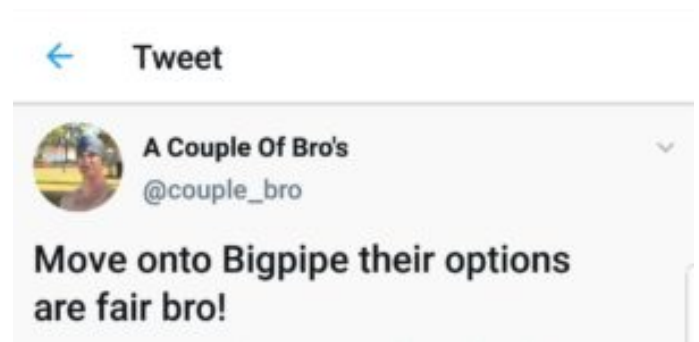 Tweet
A Couple Of Bro's
@couple_bro
Move onto Bigpipe their options
are fair bro!